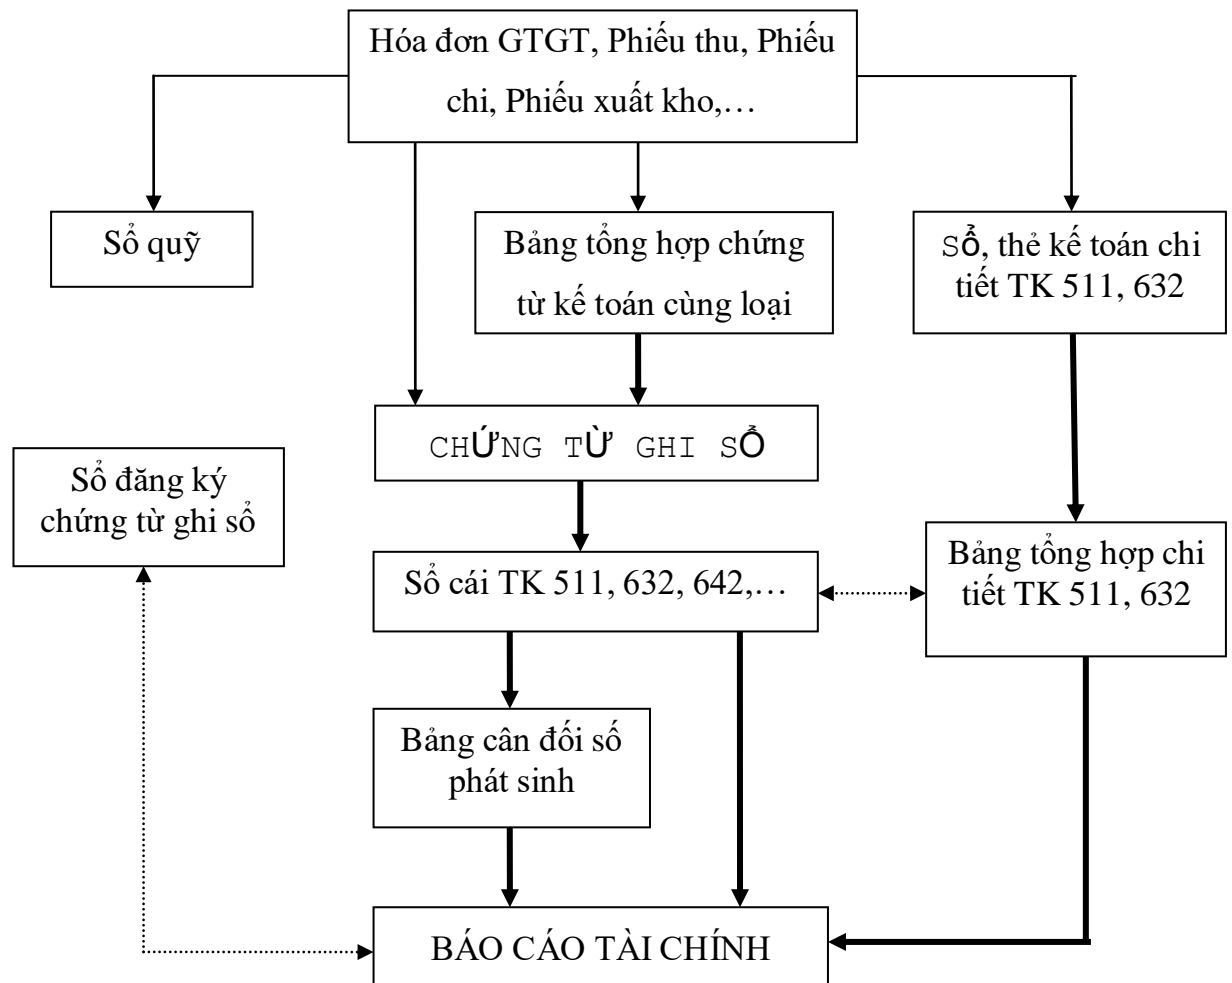 Hóa đơn GTGT, Phiếu thu, Phiếu
chi, Phiếu xuất kho,…
Sổ quỹ
Bảng tổng hợp chứng
từ kế toán cùng loại
Sổ, thẻ kế toán chi
tiết TK 511, 632
CHỨNG TỪ GHI SỔ
Sổ đăng ký
chứng từ ghi sổ
Sổ cái TK 511, 632, 642,…
Bảng tổng hợp chi
tiết TK 511, 632
Bảng cân đối số
phát sinh
BÁO CÁO TÀI CHÍNH